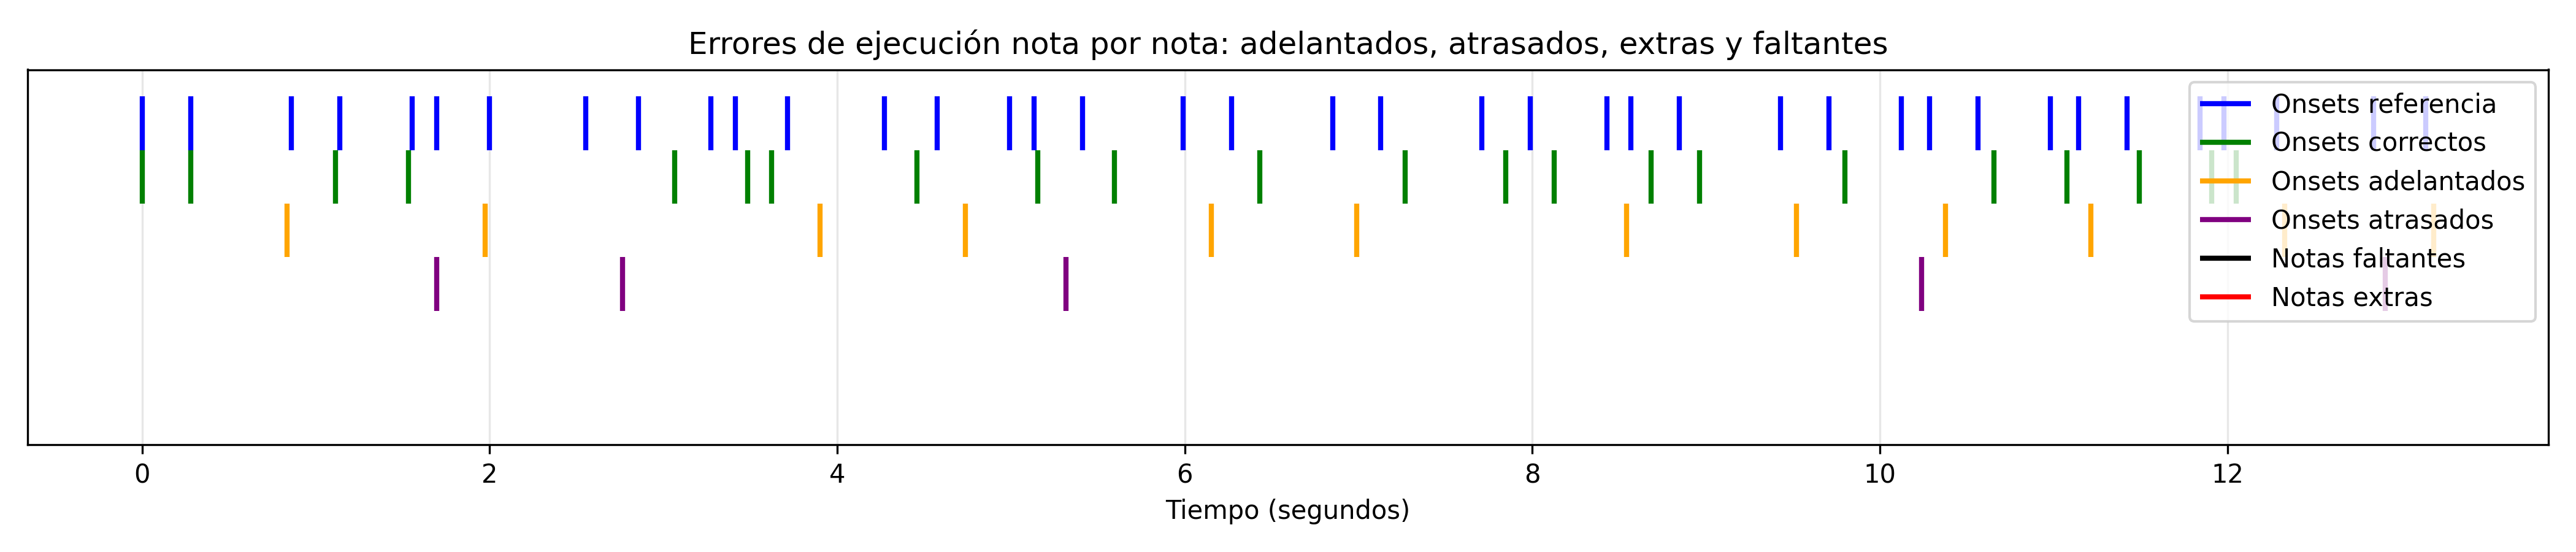 Errores de ejecución nota por nota: adelantados, atrasados, extras y faltantes
Onsets referencia
Onsets correctos
Onsets adelantados
Onsets atrasados
Notas faltantes
Notas extras
0 2 4 6 8 10 12
Tiempo (segundos)